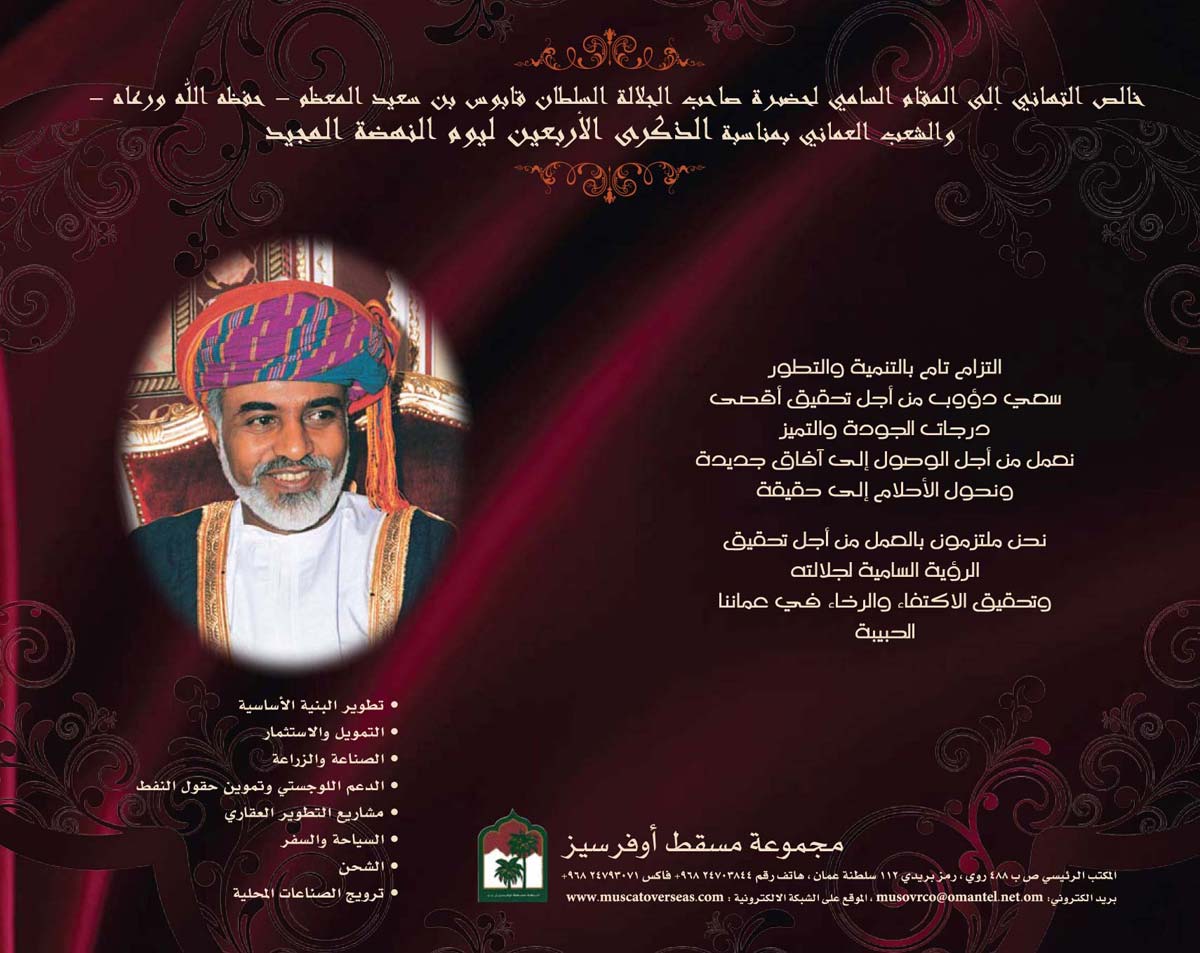 خالص التهاني إلى المقام السامي لحضرة صاحب الجلالة السلطان قابوس بن سعيد المعظم – حفظه الله ورعاه –
والشعب العماني بمناسبة الذكرى الأربعين ليوم النهضة المجيد
التزام تام بالتنمية والتطور
سعي دؤوب من أجل تحقيق أقصى
درجات الجودة والتميز
نعمل من أجل الوصول إلى آفاق جديدة
ونحول الأحلام إلى حقيقة
نحن ملتزمون بالعمل من أجل تحقيق
الرؤية السامية لجلالته
وتحقيق الاكتفاء والرخاء في عماننا
الحبيبة
• تطوير البنية الأساسية
• التمويل والاستثمار
• الصناعة والزراعة
• الدعم اللوجستي وتموين حقول النفط
• مشاريع التطوير العقاري
• السياحة والسفر
• الشحن
• ترويج الصناعات المحلية
مجموعة مسقط أوفرسيز
المكتب الرئيسي ص ب ٤٨٨ روي ، رمز بريدي ١١٢ سلطنة عمان ، هاتف رقم ٢٤٧٠٣٨٤٤ ٩٦٨+ فاكس ٢٤٧٩٣٠٧١ ٩٦٨+
بريد الكتروني: musovrco@omantel.net.om ، الموقع على الشبكة الالكترونية : www.muscatoverseas.com